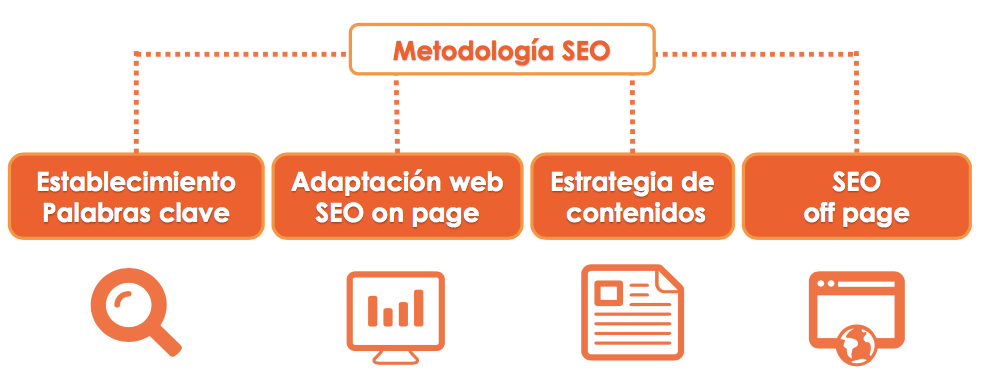 Metodología SEO
Establecimiento
Palabras clave
Adaptación web
SEO on page
Estrategia de
contenidos
SEO
off page